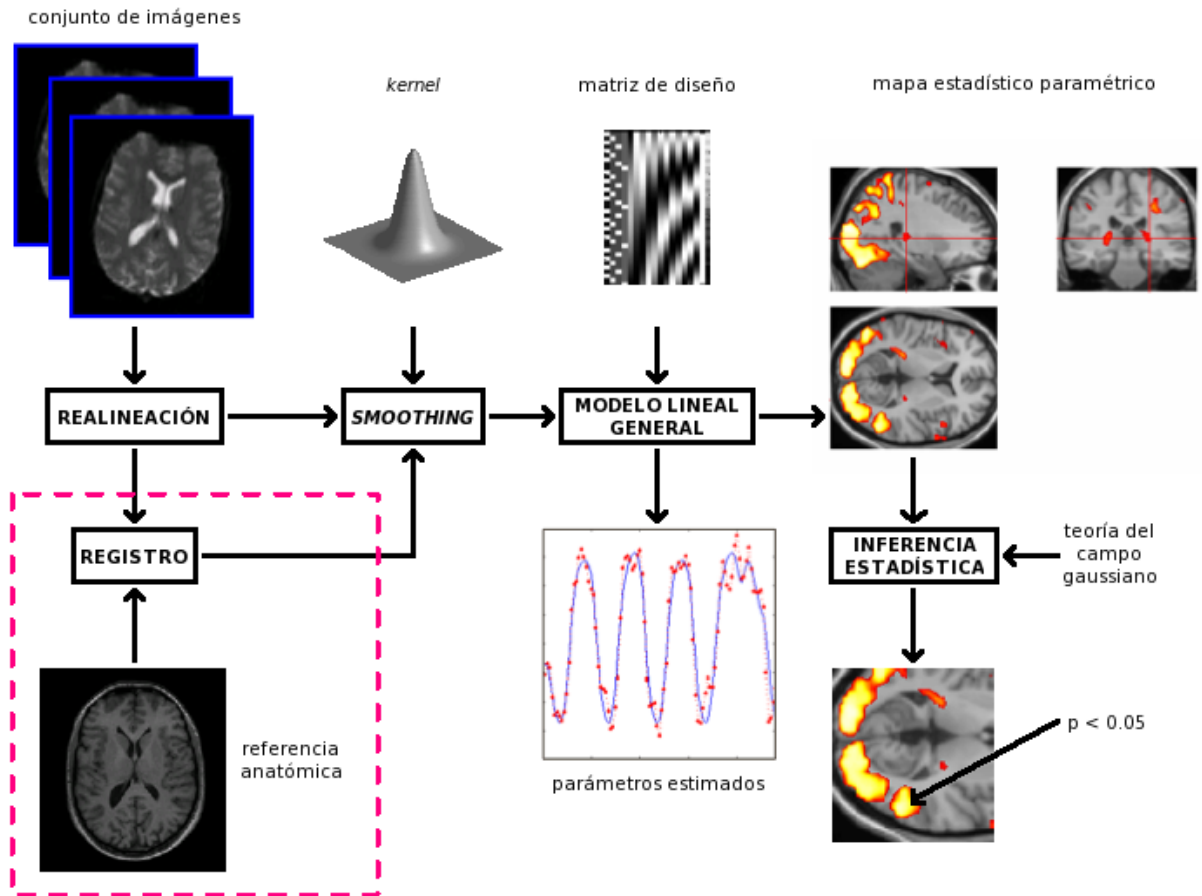 conjunto de imágenes
kernel
matriz de diseño
mapa estadístico paramétrico
REALINEACIÓN
SMOOTHING
MODELO LINEAL
GENERAL
REGISTRO
INFERENCIA
ESTADÍSTICA
teoría del
campo
gaussiano
referencia
anatómica
parámetros estimados
p < 0.05